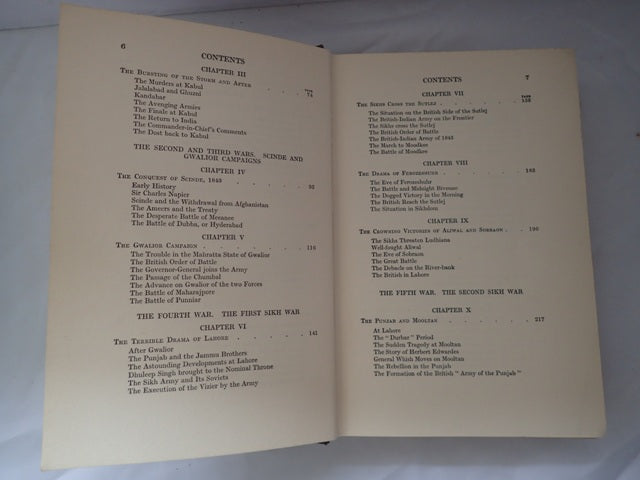 6
CONTENTS
CHAPTER III
PAGE
THE BURSTING OF THE STORM AND AFTER . . . 74
The Murders at Kabul
Jalalabad and Ghuzni
Kandahar
The Avenging Armies
The Finale at Kabul
The Return to India
The Commander-in-Chief's Comments
The Dost back to Kabul
THE SECOND AND THIRD WARS. SCINDE AND
GWALIOR CAMPAIGNS
CHAPTER IV
THE CONQUEST OF SCINDE, 1843 . . . . . 93
Early History
Sir Charles Napier
Scinde and the Withdrawal from Afghanistan
The Ameers and the Treaty
The Desperate Battle of Meeanee
The Battle of Dubba, or Hyderabad
CHAPTER V
THE GWALIOR CAMPAIGN . . . . . . 116
The Trouble in the Mahratta State of Gwalior
The British Order of Battle
The Governor-General joins the Army
The Passage of the Chumbal
The Advance on Gwalior of the two Forces
The Battle of Maharajpore
The Battle of Punniar
THE FOURTH WAR. THE FIRST SIKH WAR
CHAPTER VI
THE TERRIBLE DRAMA OF LAHORE . . . . 141
After Gwalior
The Punjab and the Jammu Brothers
The Astounding Developments at Lahore
Dhuleep Singh brought to the Nominal Throne
The Sikh Army and Its Soviets
The Execution of the Vizier by the Army
CONTENTS 7
CHAPTER VII
PAGE
THE SIKHS CROSS THE SUTLEJ . . . . . 158
The Situation on the British Side of the Sutlej
The British-Indian Army on the Frontier
The Sikhs cross the Sutlej
The British Order of Battle
The British-Indian Army of 1845
The March to Moodkee
The Battle of Moodkee
CHAPTER VIII
THE DRAMA OF FEROZESHUHR . . . . . 182
The Eve of Ferozeshuhr
The Battle and Midnight Bivouac
The Dogged Victory in the Morning
The British Reach the Sutlej
The Situation in Sikhdom
CHAPTER IX
THE CROWNING VICTORIES OF ALIWAL AND SOBRAON . . 196
The Sikhs Threaten Ludhiana
Well-fought Aliwal
The Eve of Sobraon
The Great Battle
The Debacle on the River-bank
The British in Lahore
THE FIFTH WAR. THE SECOND SIKH WAR
CHAPTER X
THE PUNJAB AND MOOLTAN . . . . . . 217
At Lahore
The "Durbar" Period
The Sudden Tragedy at Mooltan
The Story of Herbert Edwardes
General Whish Moves on Mooltan
The Rebellion in the Punjab
The Formation of the British "Army of the Punjab"